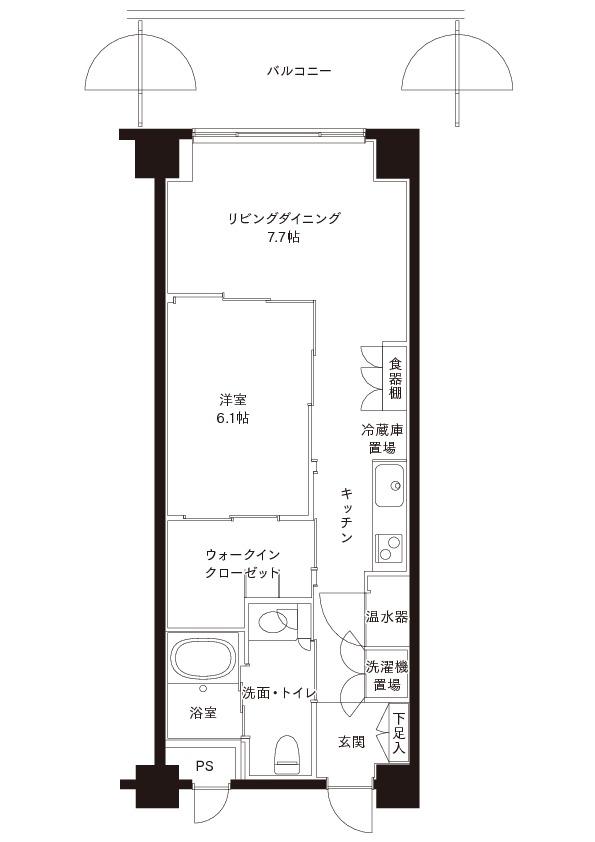 バルコニー
リビングダイニング
7.7帖
食器棚
洋室
6.1帖
冷蔵庫
置場
キッチン
ウォークイン
クローゼット
温水器
洗濯機
置場
洗面・トイレ
浴室
下足入
玄関
PS